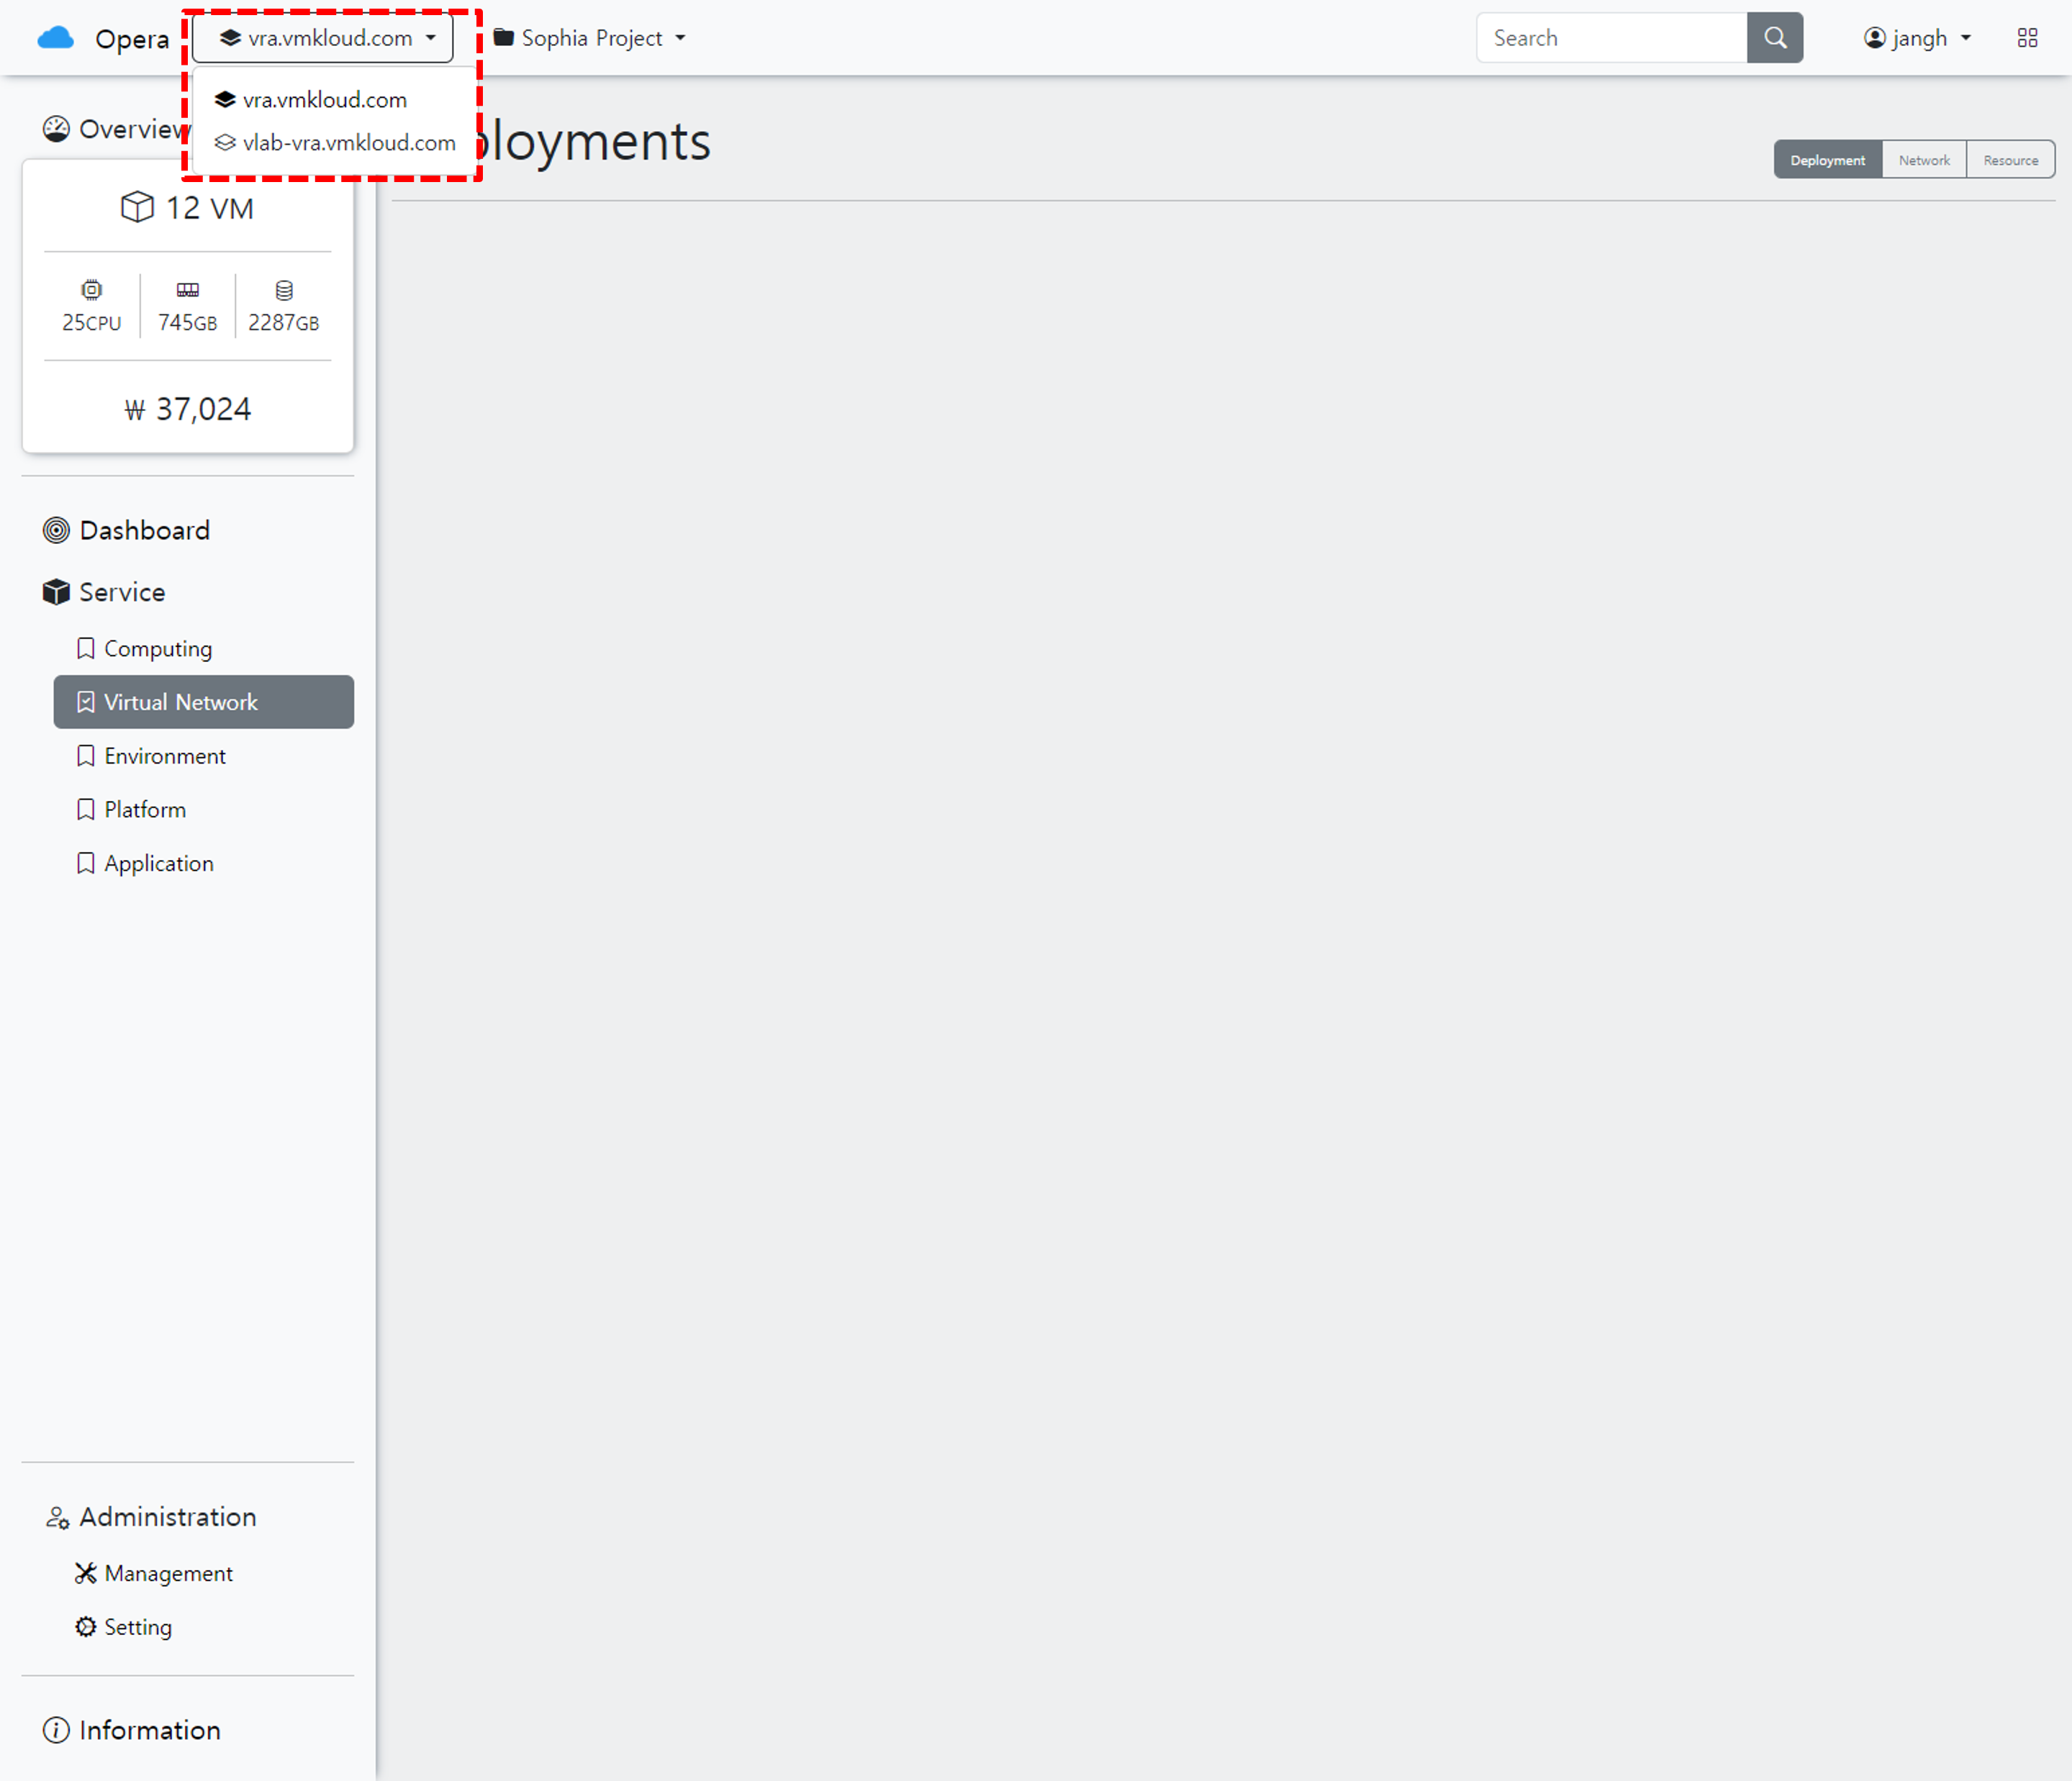 Opera
vra.vmkloud.com
Sophia Project
Search
jangh
vra.vmkloud.com
vlab-vra.vmkloud.com
Overview
ployments
Deployment
Network
Resource
12 VM
25CPU
745GB
2287GB
₩ 37,024
Dashboard
Service
Computing
Virtual Network
Environment
Platform
Application
Administration
Management
Setting
Information